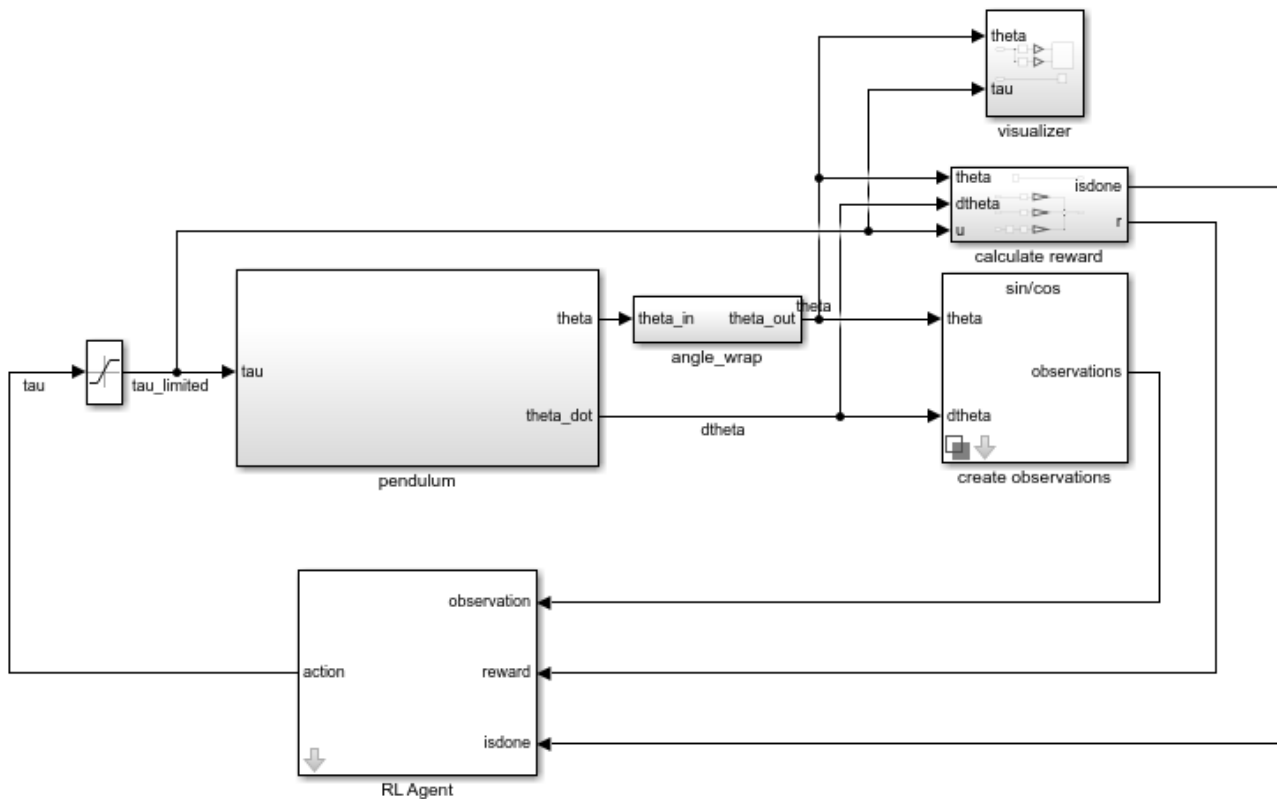 theta
tau
visualizer
theta
dtheta
u
isdone
r
calculate reward
sin/cos
theta
dtheta
observations
create observations
tau
tau_limited
tau
theta
theta_dot
pendulum
theta_in
theta_out
angle_wrap
theta
dtheta
observation
action
reward
isdone
RL Agent